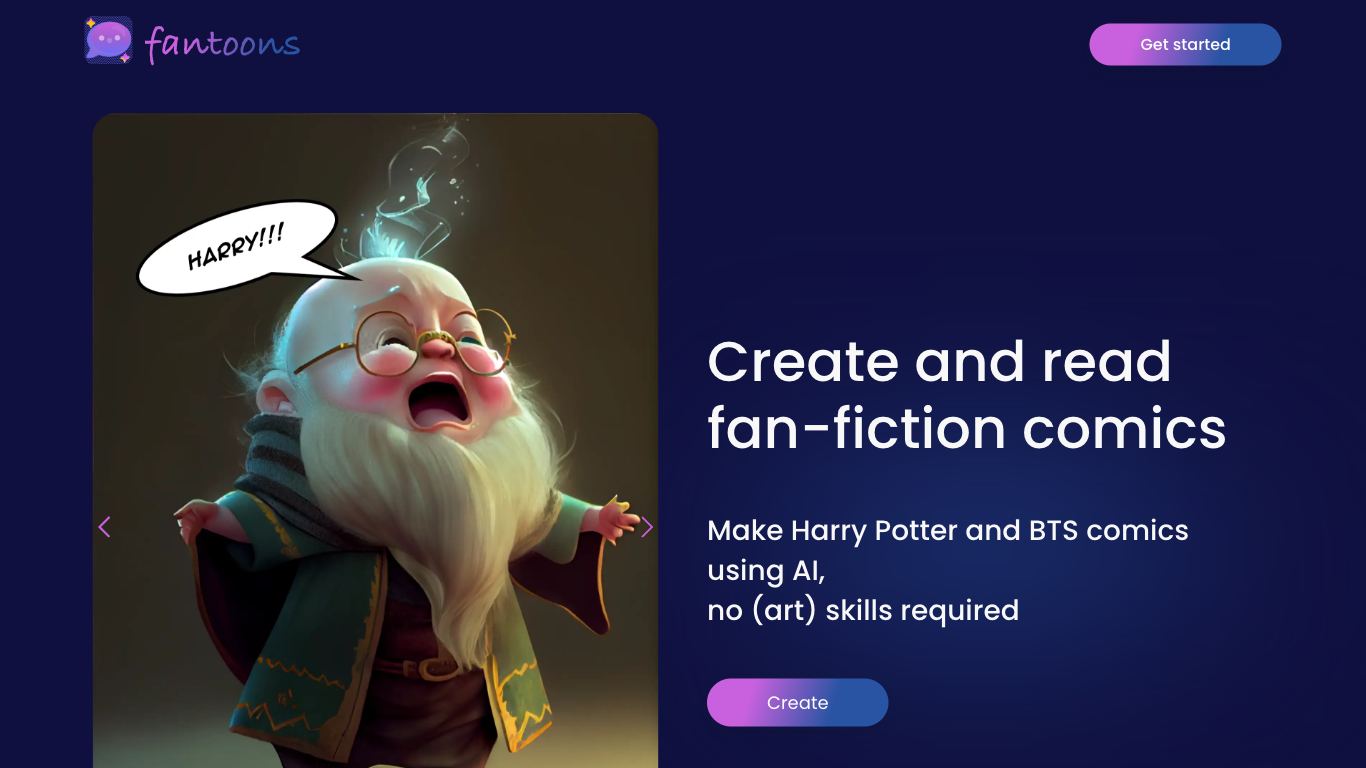 fantoons
Get started
HARRY!!!
Create and read
fan-fiction comics
Make Harry Potter and BTS comics
using AI,
no (art) skills required
Create